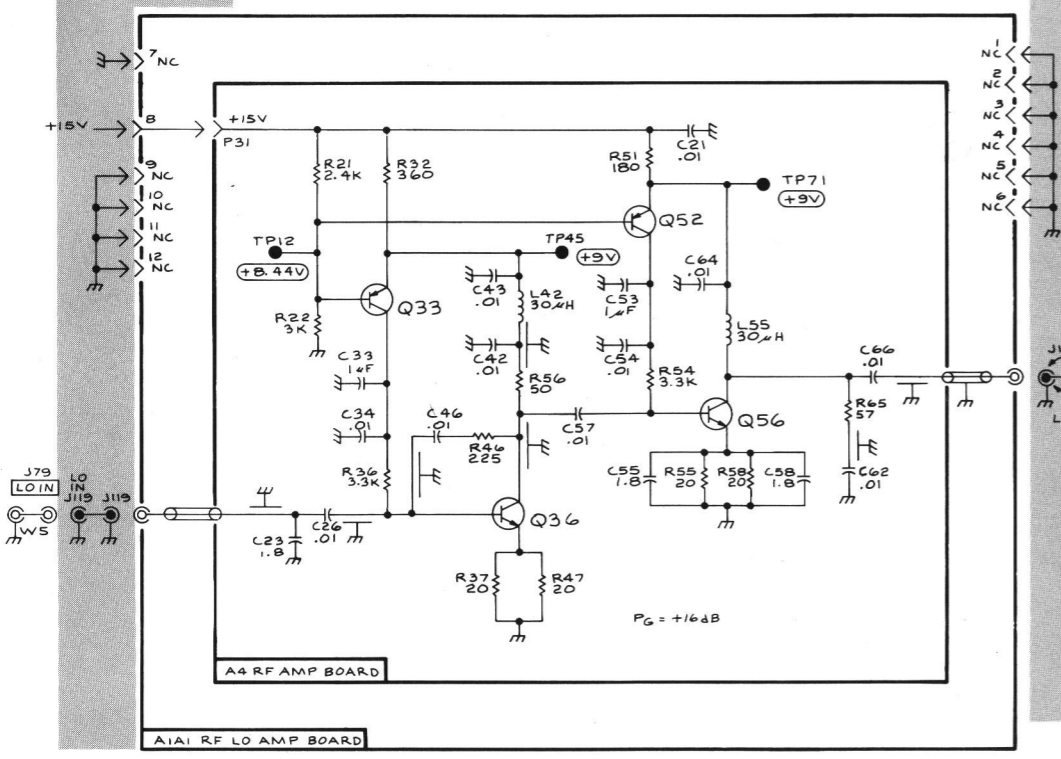 7
NC
+15V
8
+15V
P31
9
NC
10
NC
11
NC
12
NC
1
NC
2
NC
3
NC
4
NC
5
NC
6
NC
R21
2.4K
R32
360
R51
180
C21
.01
TP71
+9V
Q52
TP12
+8.44V
TP45
+9V
Q33
R22
3K
C43
.01
L42
30μH
C53
1μF
C64
.01
C33
1μF
C42
.01
C54
.01
L55
30μH
R56
50
R54
3.3K
C66
.01
C34
.01
C46
.01
R46
225
C57
.01
Q56
R65
57
R36
3.3K
C55
1.8
R55
20
R58
20
C58
1.8
C62
.01
J79
LO IN
W5
LO
IN
J119
J119
C23
1.8
C26
.01
Q36
R37
20
R47
20
PG = +16dB
A4 RF AMP BOARD
A1A1 RF LO AMP BOARD